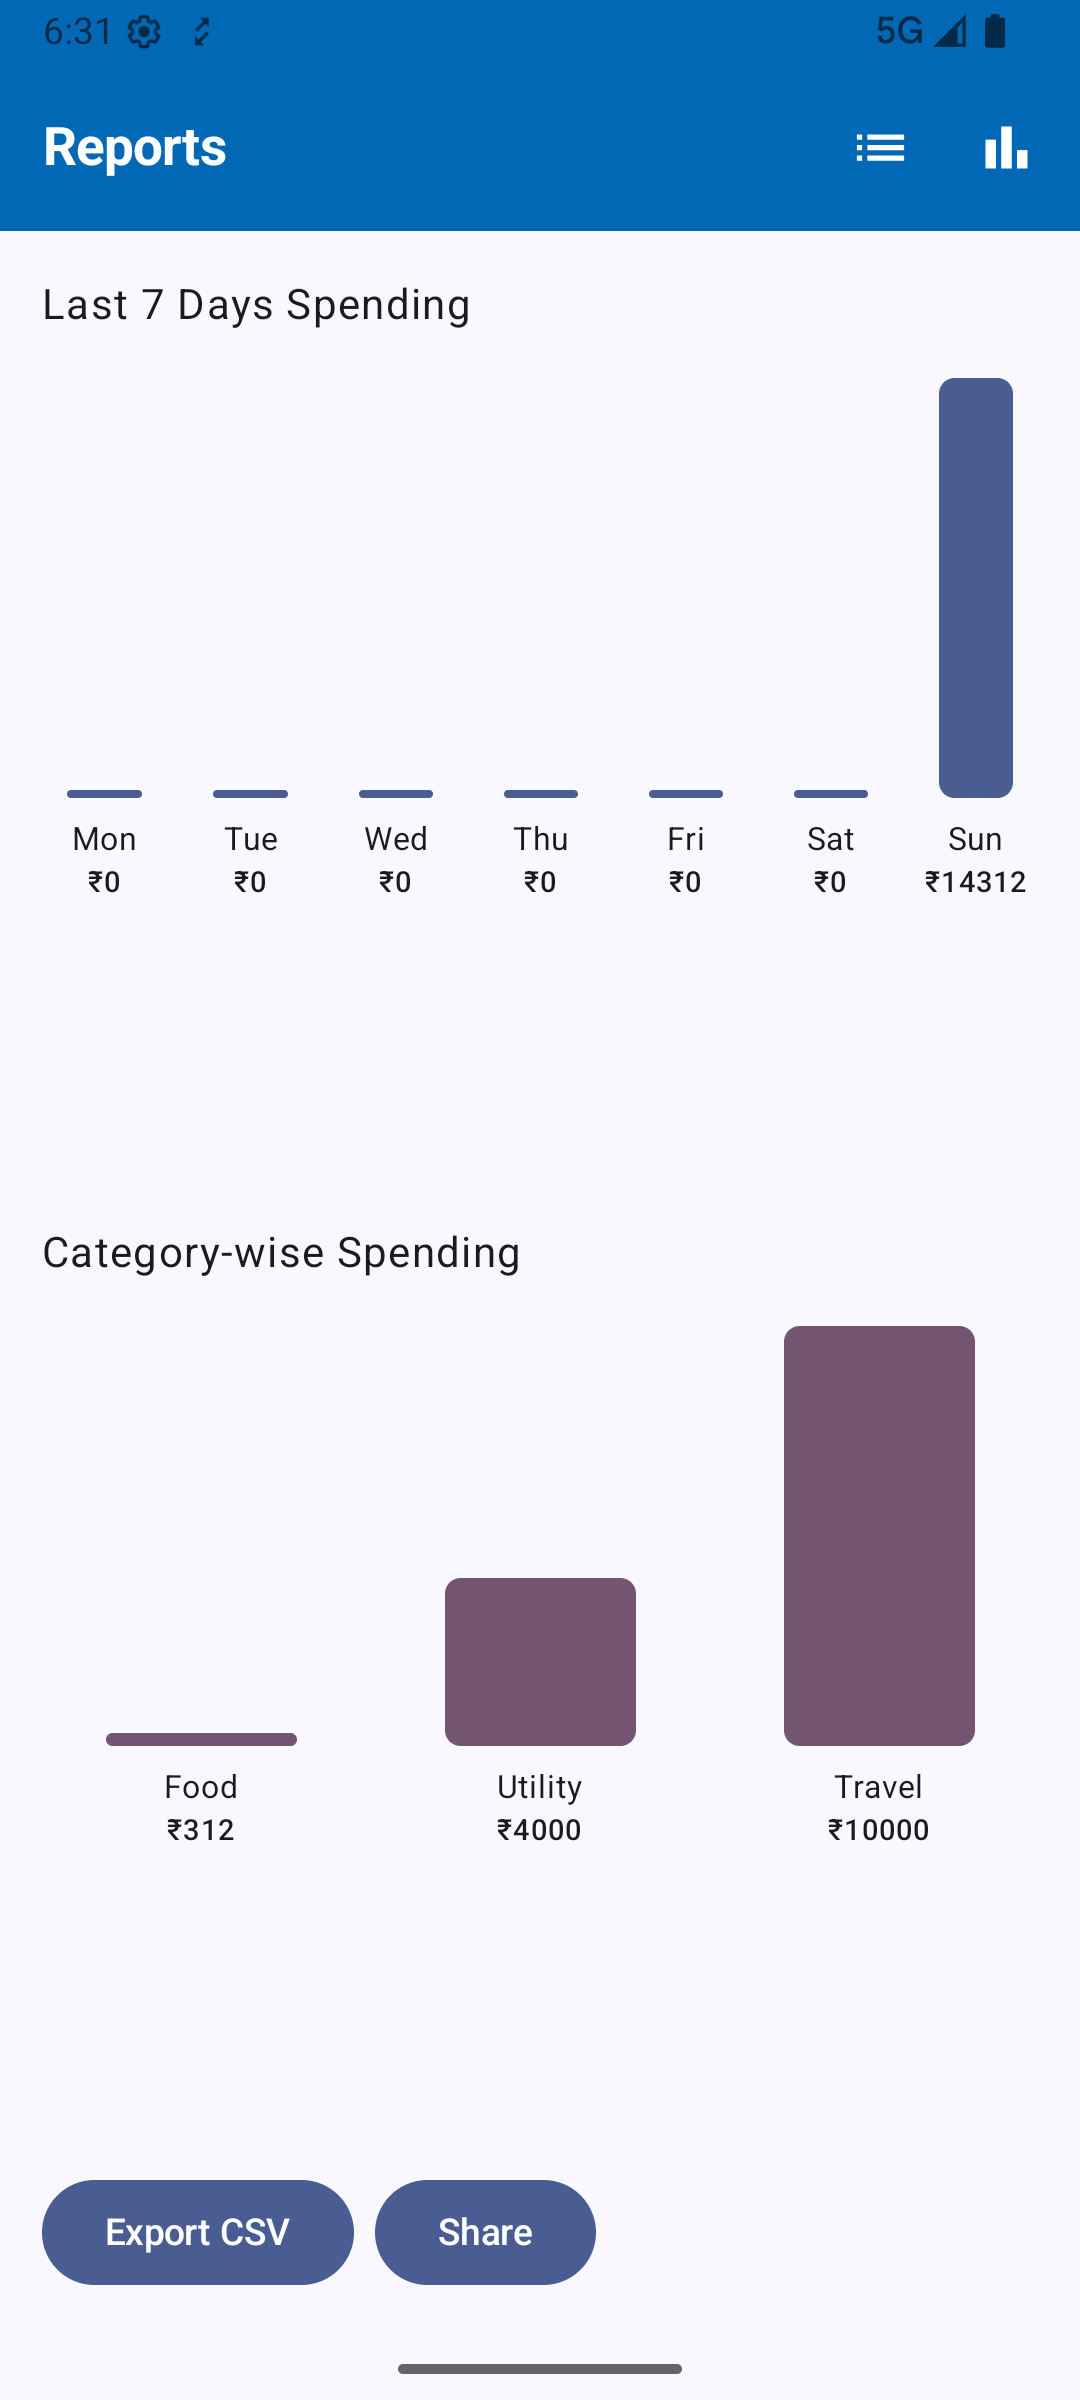 6:31 5G
Reports
Last 7 Days Spending
Mon Tue Wed Thu Fri Sat Sun
₹0 ₹0 ₹0 ₹0 ₹0 ₹0 ₹14312
Category-wise Spending
Food Utility Travel
₹312 ₹4000 ₹10000
Export CSV Share